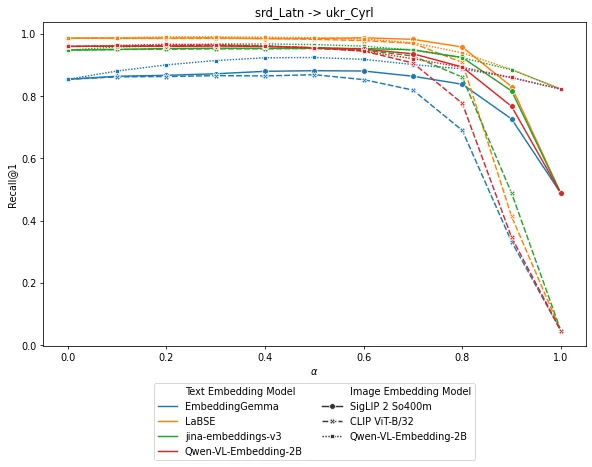 srd_Latn -> ukr_Cyrl
1.0
0.8
0.6
0.4
0.2
0.0
Recall@1
0.0 0.2 0.4 0.6 0.8 1.0
α
Text Embedding Model
EmbeddingGemma
LaBSE
jina-embeddings-v3
Qwen-VL-Embedding-2B
Image Embedding Model
SigLIP 2 So400m
CLIP ViT-B/32
Qwen-VL-Embedding-2B